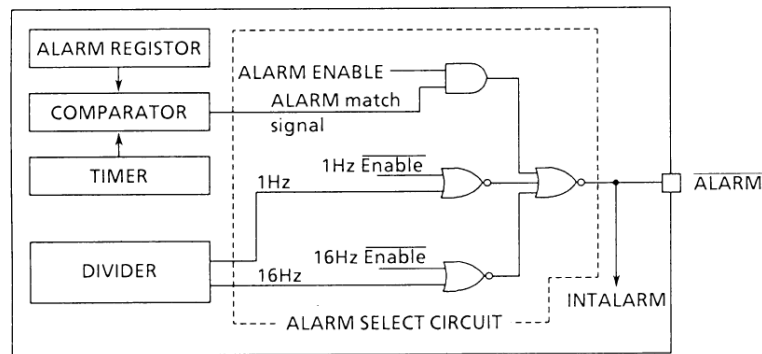 ALARM REGISTOR
COMPARATOR
TIMER
DIVIDER
ALARM ENABLE
ALARM match
signal
1Hz Enable
1Hz
16Hz Enable
16Hz
ALARM SELECT CIRCUIT
ALARM
INTALARM